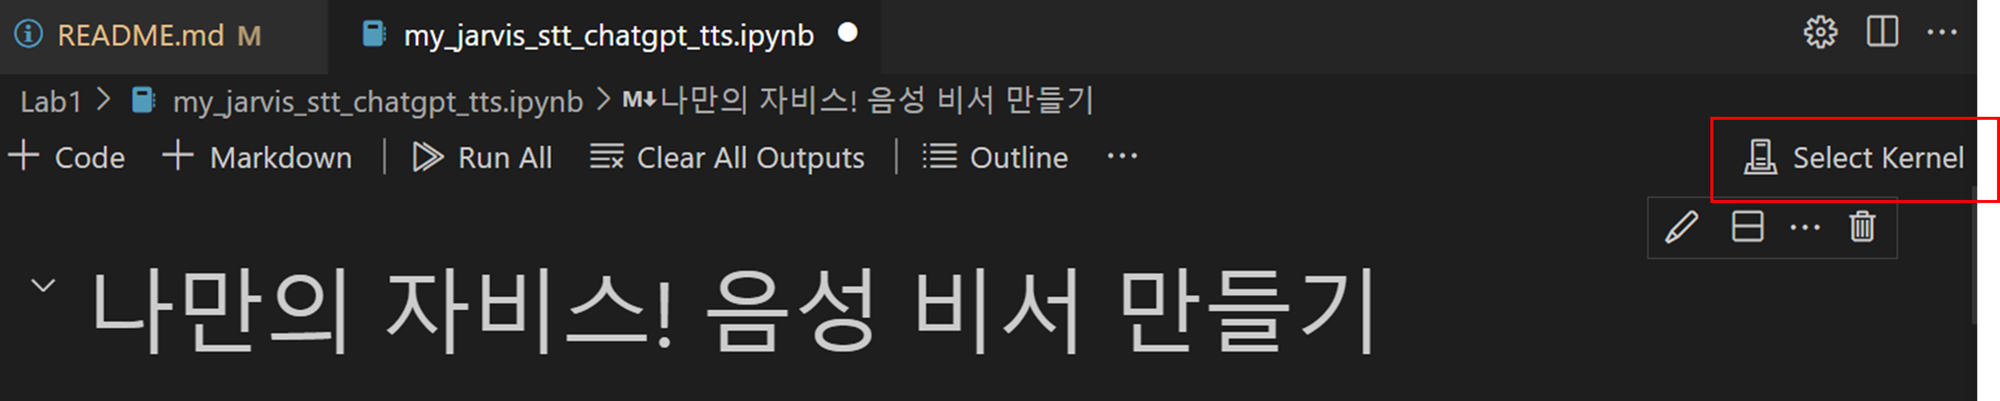 README.md M my_jarvis_stt_chatgpt_tts.ipynb
Lab1 > my_jarvis_stt_chatgpt_tts.ipynb > M↓나만의 자비스! 음성 비서 만들기
+ Code + Markdown | Run All Clear All Outputs | Outline ··· Select Kernel
나만의 자비스! 음성 비서 만들기